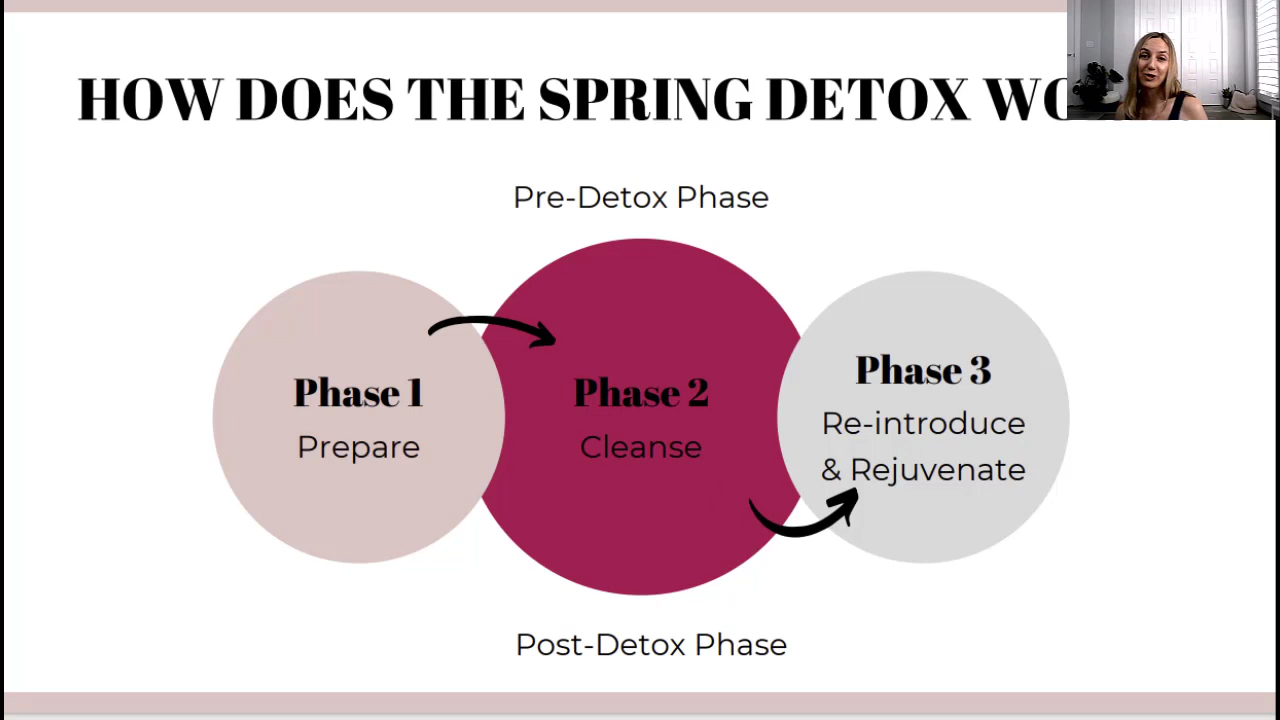 HOW DOES THE SPRING DETOX
Pre-Detox Phase
Phase 1
Prepare
Phase 2
Cleanse
Phase 3
Re-introduce
& Rejuvenate
Post-Detox Phase